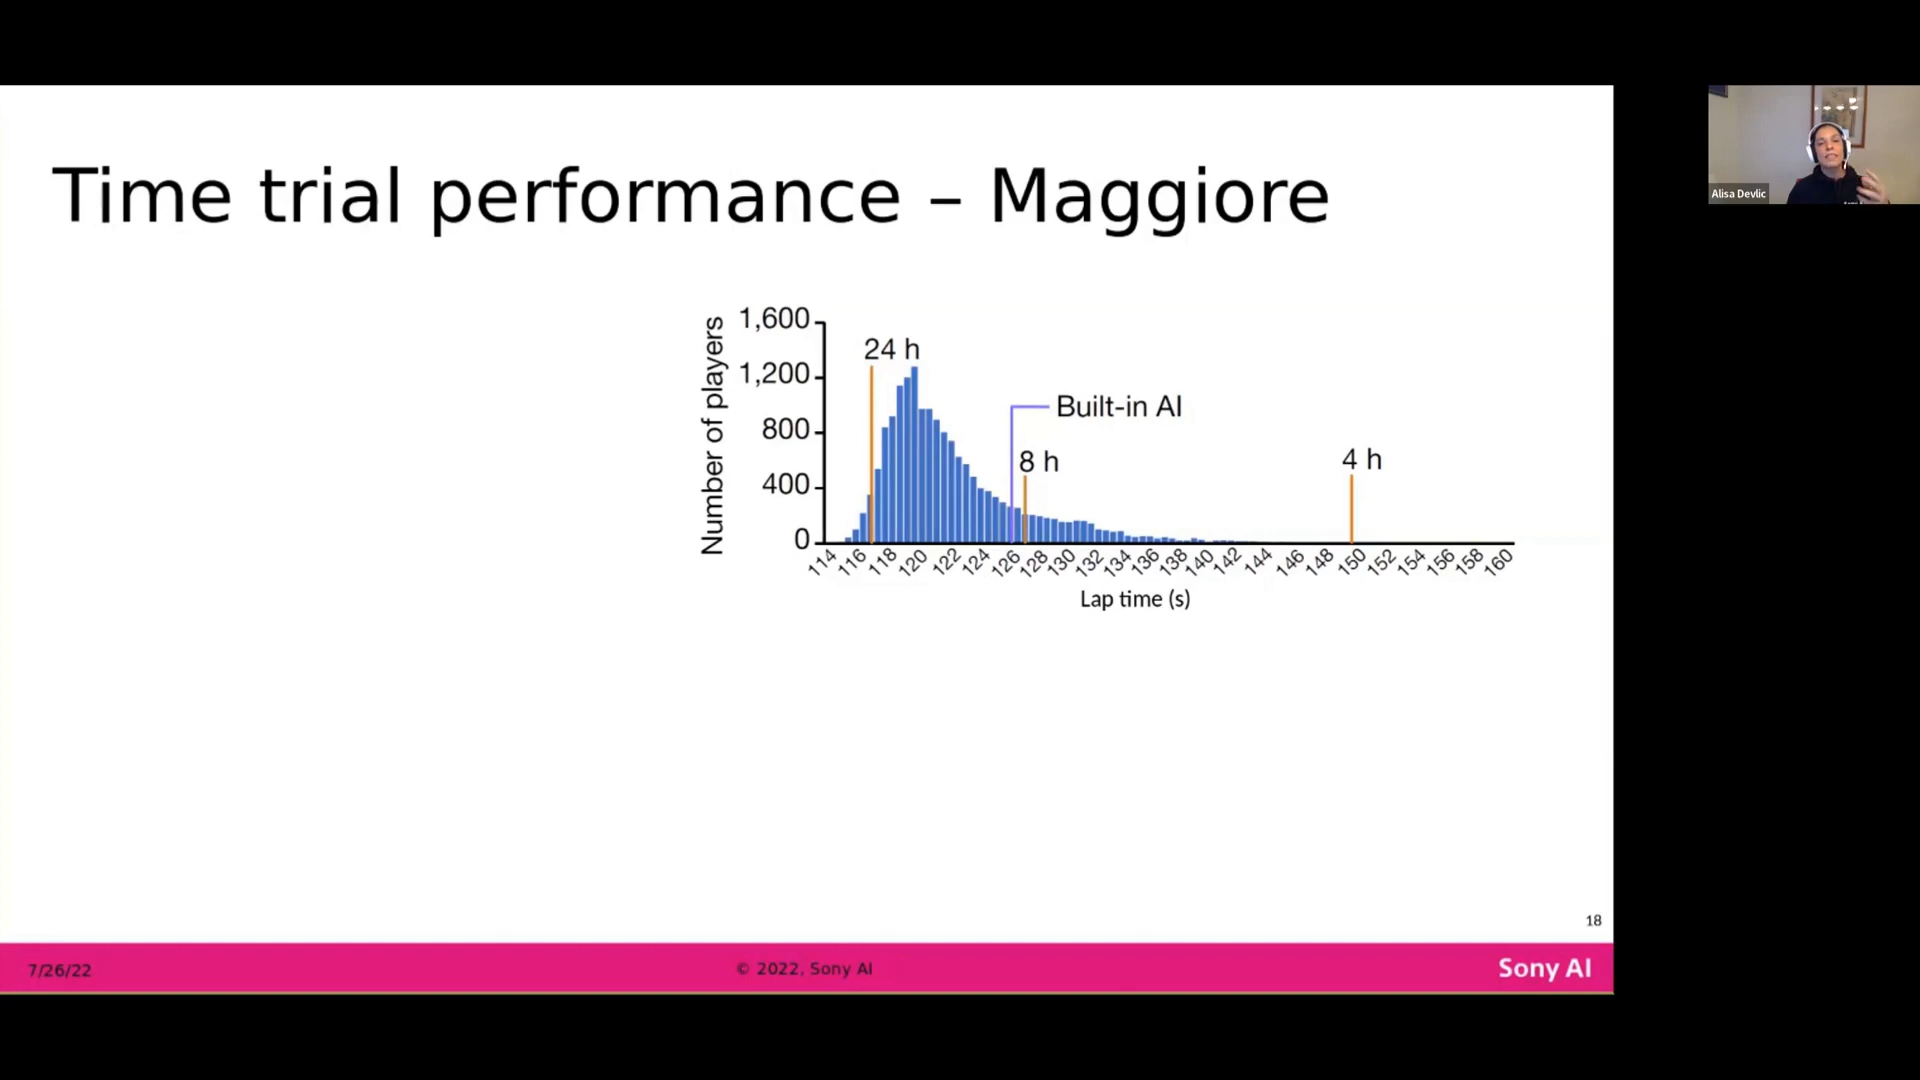 Alisa Devlic
Time trial performance – Maggiore
Number of players
1,600
1,200
800
400
0
24 h
Built-in AI
8 h
4 h
114 116 118 120 122 124 126 128 130 132 134 136 138 140 142 144 146 148 150 152 154 156 158 160
Lap time (s)
18
7/26/22
© 2022, Sony AI
Sony AI